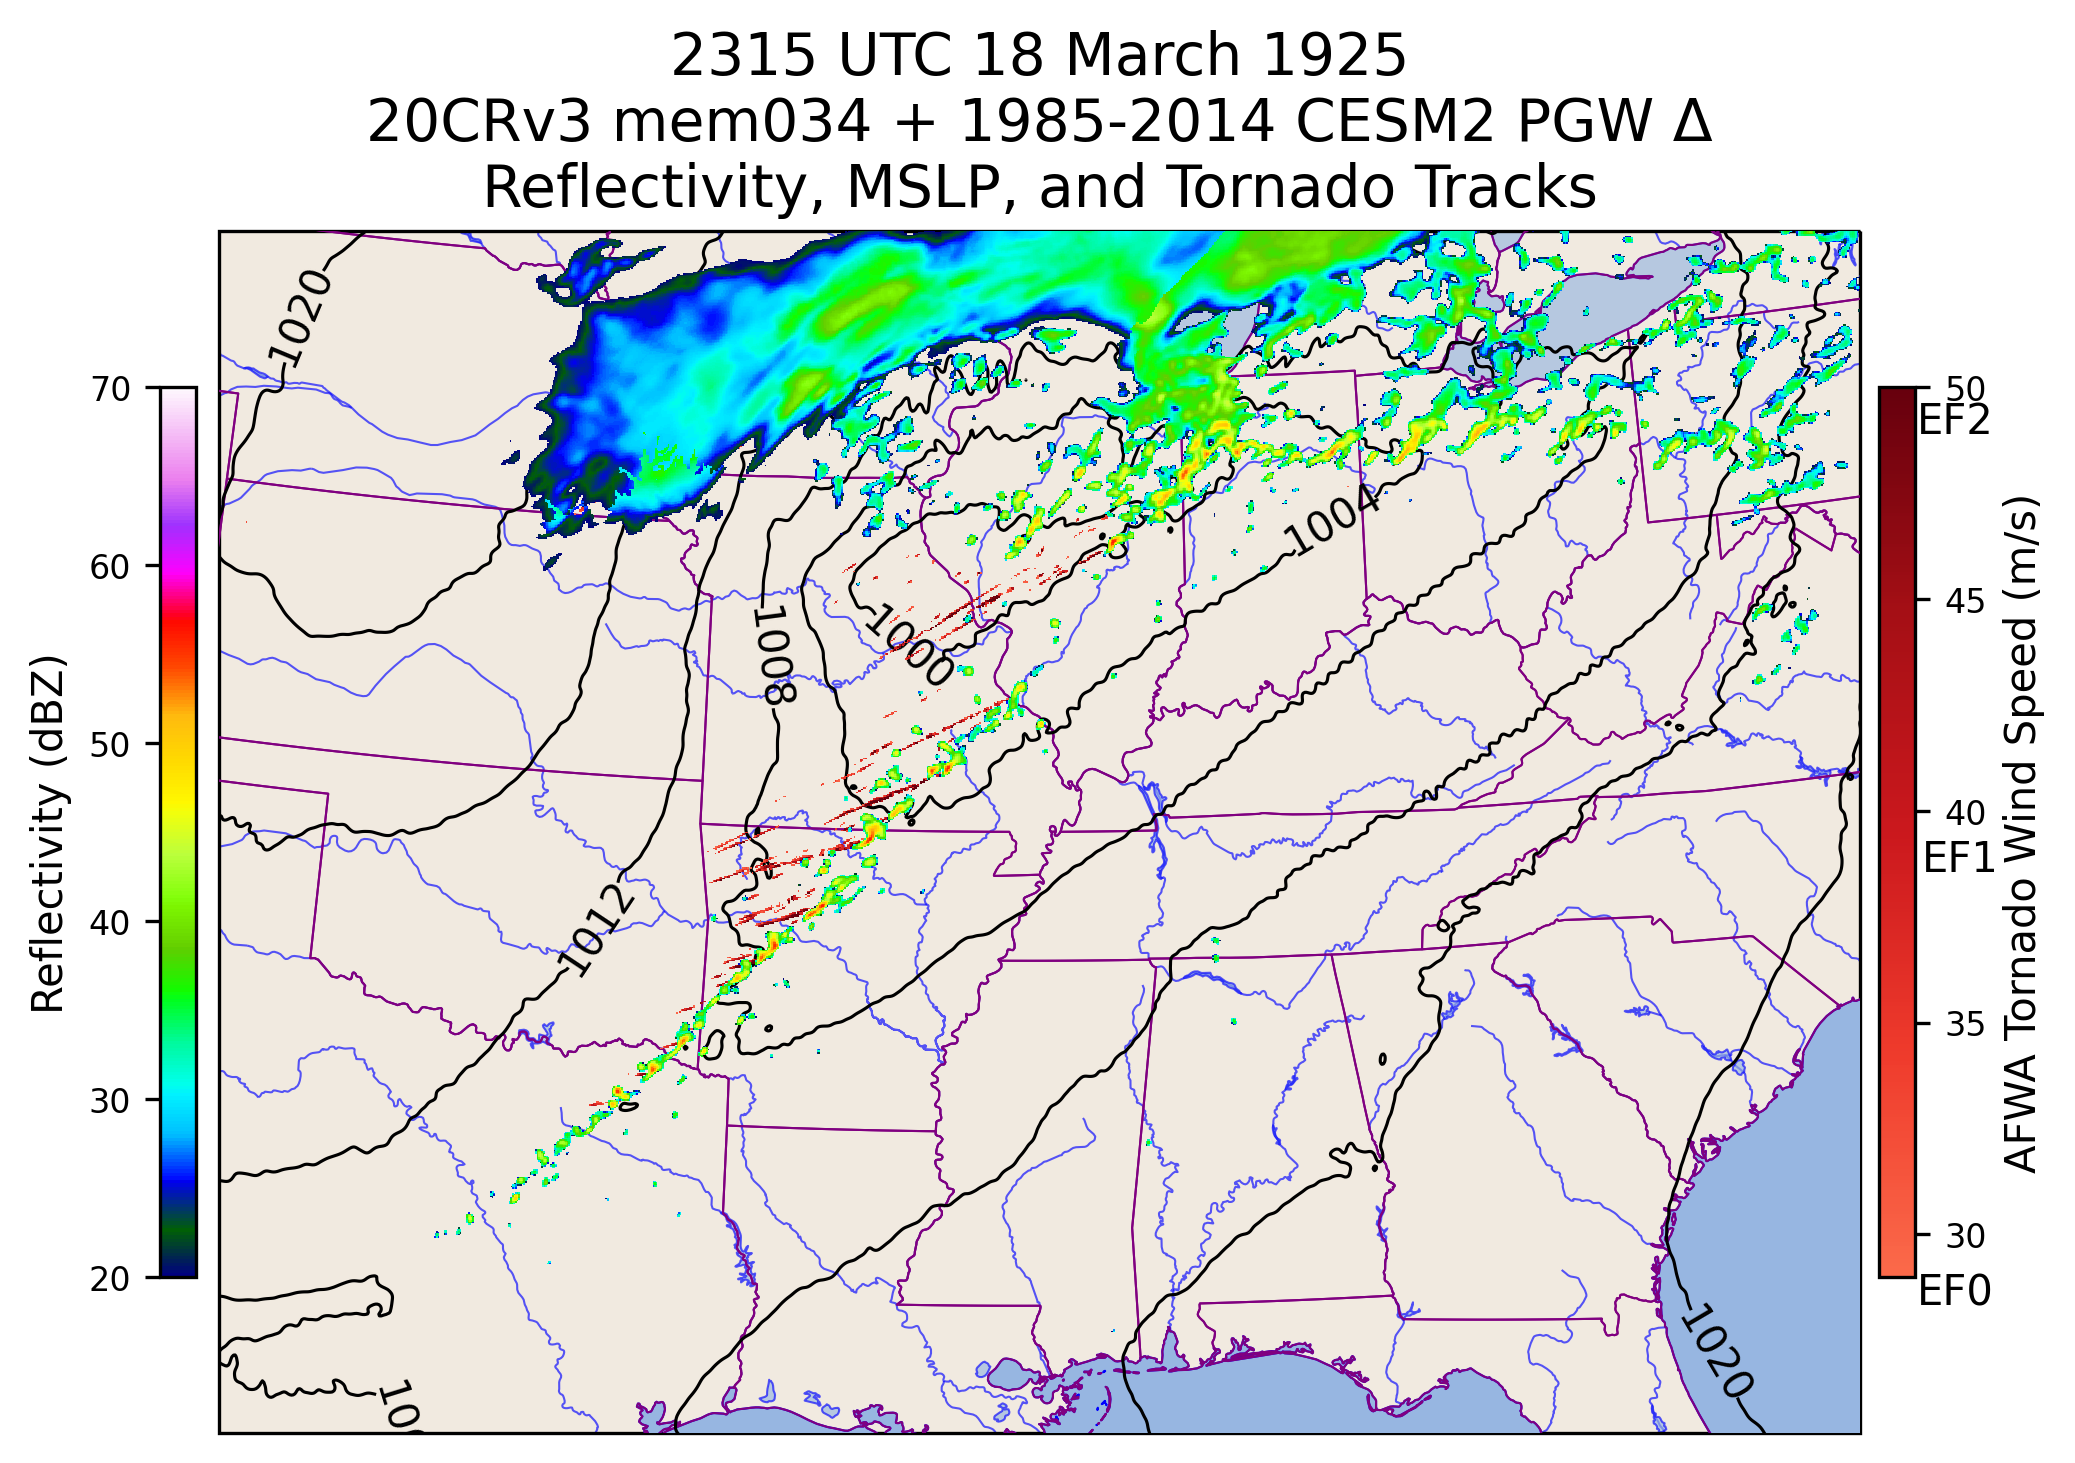 2315 UTC 18 March 1925
20CRv3 mem034 + 1985-2014 CESM2 PGW Δ
Reflectivity, MSLP, and Tornado Tracks
1020
1004
1000
1008
1012
1020
70
60
50
40
30
20
Reflectivity (dBZ)
50
EF2
45
40
EF1
35
30
EF0
AFWA Tornado Wind Speed (m/s)